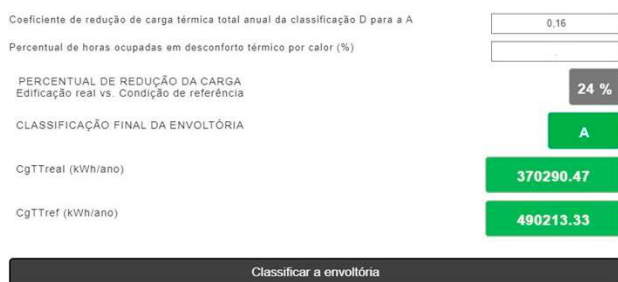 Coeficiente de redução de carga térmica total anual da classificação D para a A
0,16
Percentual de horas ocupadas em desconforto térmico por calor (%)
PERCENTUAL DE REDUÇÃO DA CARGA
Edificação real vs. Condição de referência
24 %
CLASSIFICAÇÃO FINAL DA ENVOLTÓRIA
A
CgTTreal (kWh/ano)
370290.47
CgTTref (kWh/ano)
490213.33
Classificar a envoltória